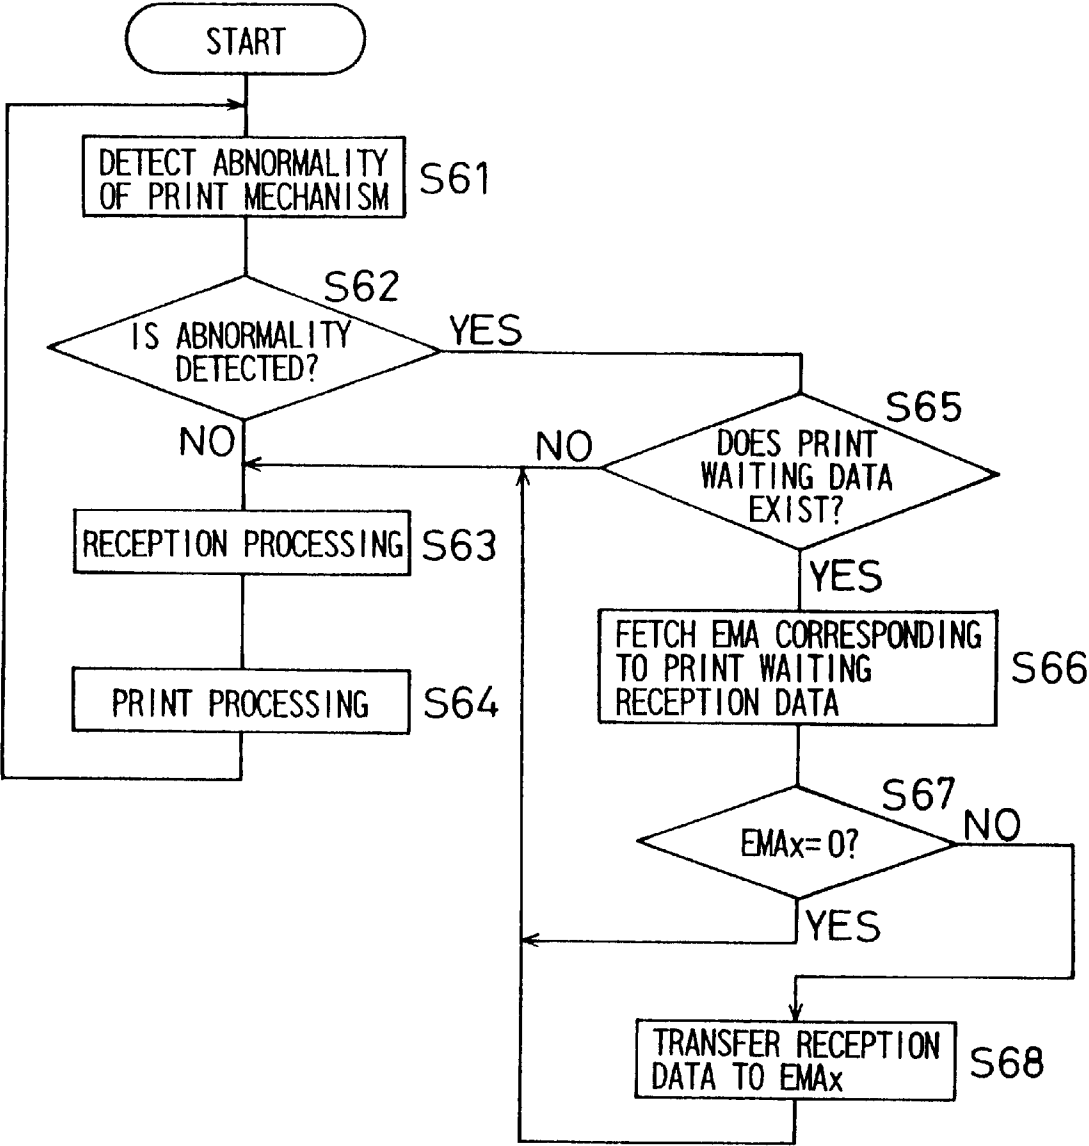 START
DETECT ABNORMALITY
OF PRINT MECHANISM
S61
S62
IS ABNORMALITY
DETECTED?
YES
NO
S65
DOES PRINT
WAITING DATA
EXIST?
NO
YES
RECEPTION PROCESSING
S63
FETCH EMA CORRESPONDING
TO PRINT WAITING
RECEPTION DATA
S66
PRINT PROCESSING
S64
S67
EMAx=0?
NO
YES
TRANSFER RECEPTION
DATA TO EMAx
S68